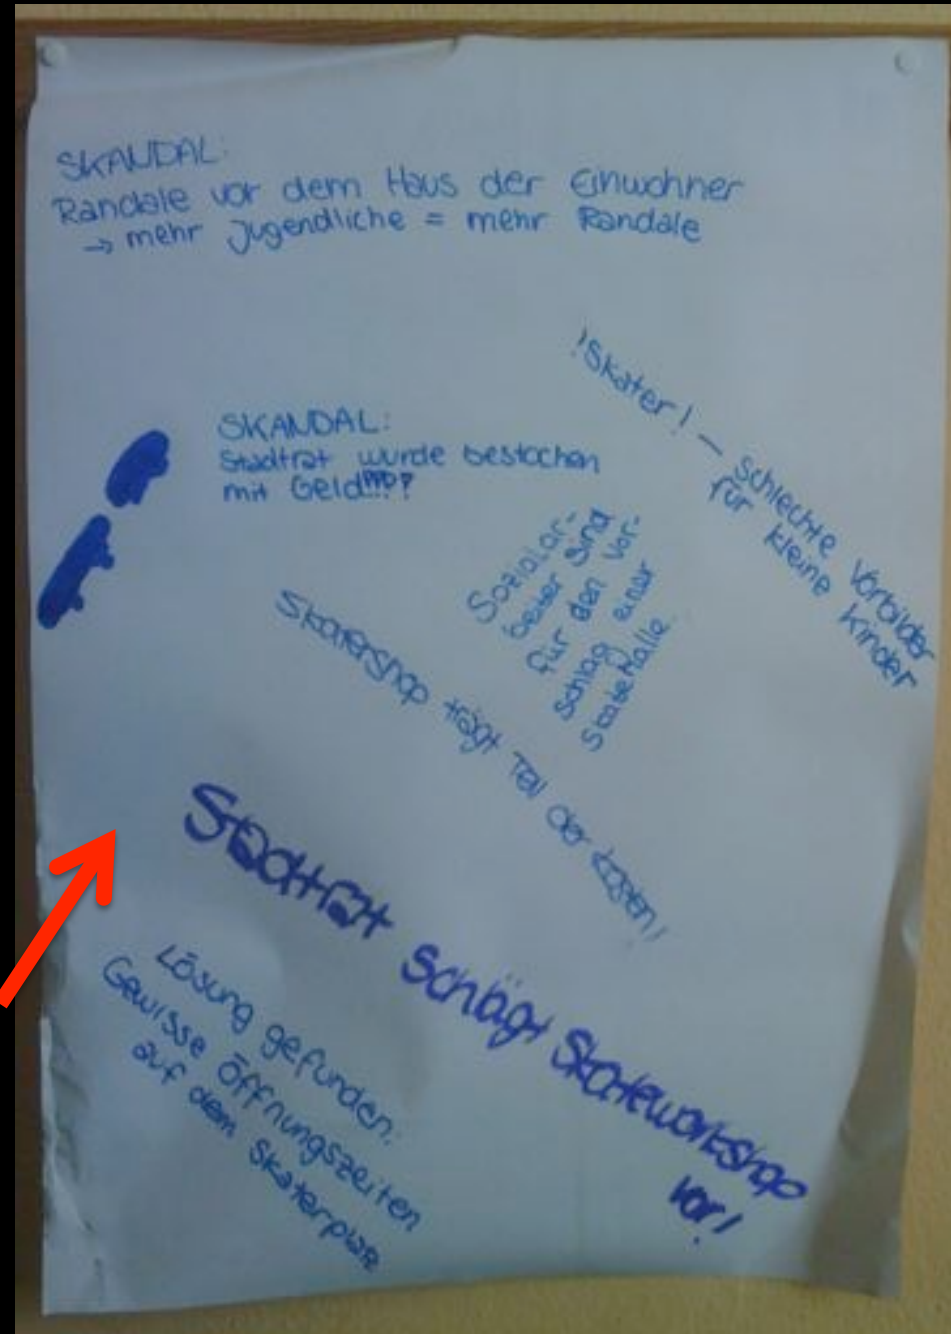 SKANDAL:
Randale vor dem Haus der Einwohner
→ mehr Jugendliche = mehr Randale
!Skater! – schlechte Vorbilder
für kleine Kinder
SKANDAL:
Stadtrat wurde bestochen
mit Geld!!!??
Sozialar-
beiter sind
für den Vor-
schlag einer
Skatehalle
Skatershop trägt Teil der Kosten!
Stadtrat schlägt Skateworkshop
vor!
Lösung gefunden:
Gewisse Öffnungszeiten
auf dem Skaterplatz